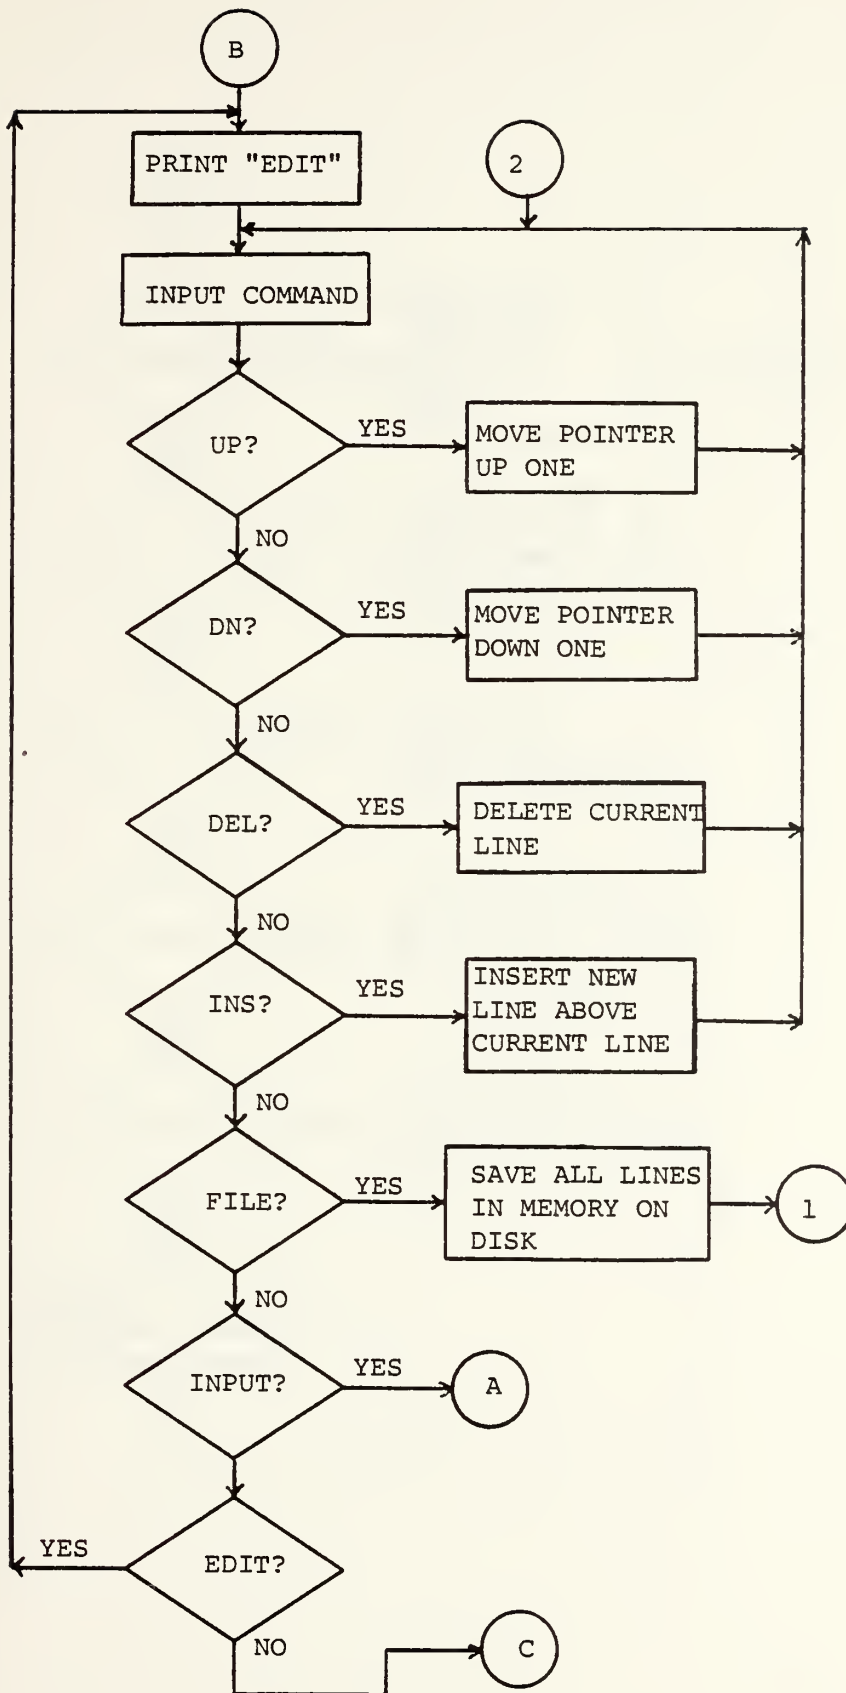 B
PRINT "EDIT"
2
INPUT COMMAND
UP?
YES
MOVE POINTER
UP ONE
NO
DN?
YES
MOVE POINTER
DOWN ONE
NO
DEL?
YES
DELETE CURRENT
LINE
NO
INS?
YES
INSERT NEW
LINE ABOVE
CURRENT LINE
NO
FILE?
YES
SAVE ALL LINES
IN MEMORY ON
DISK
1
NO
INPUT?
YES
A
EDIT?
YES
NO
C